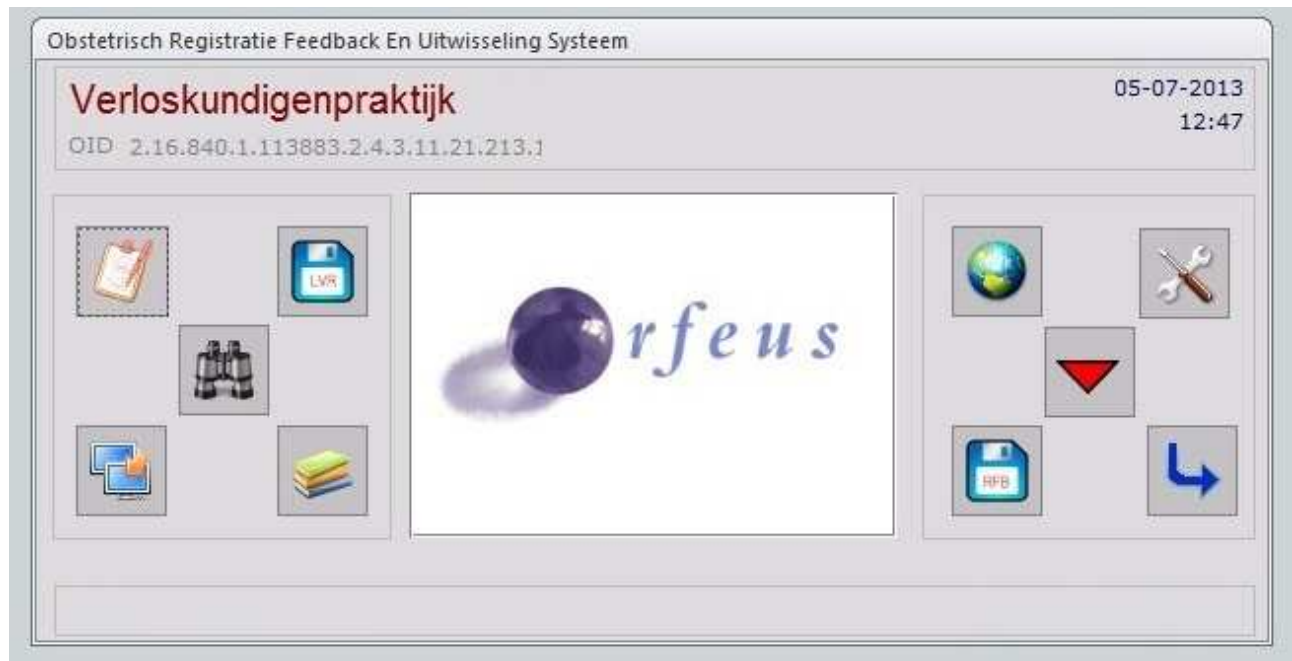 Obstetrisch Registratie Feedback En Uitwisseling Systeem
Verloskundigenpraktijk
05-07-2013
12:47
OID 2.16.840.1.113883.2.4.3.11.21.213.1
LVR
Orfeus
RFB